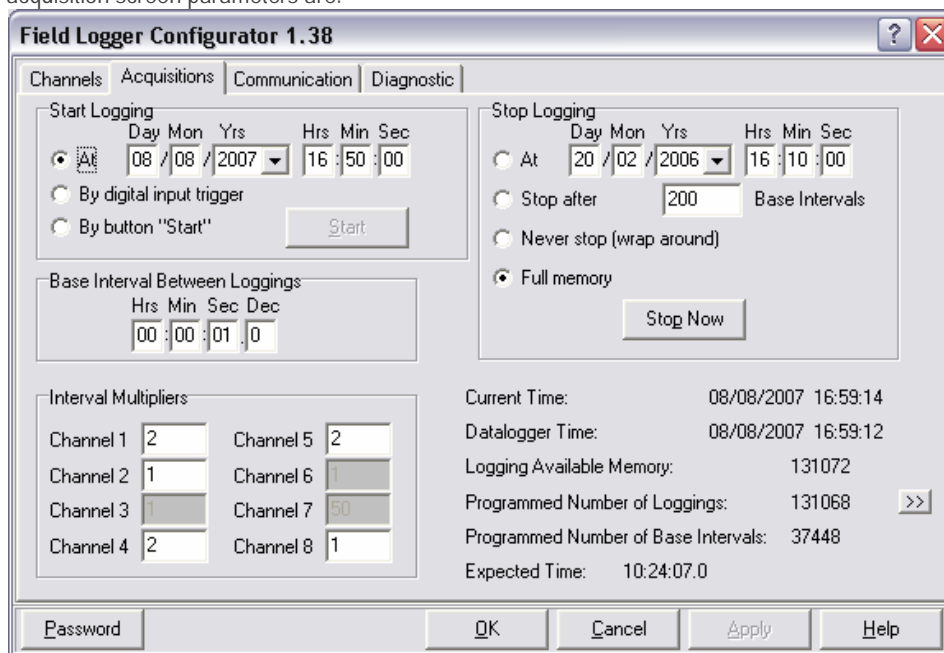 acquisition screen parameters are:
Field Logger Configurator 1.38
?
Channels Acquisitions Communication Diagnostic
Start Logging
Day Mon Yrs Hrs Min Sec
At 08 / 08 / 2007 16 : 50 : 00
By digital input trigger
By button "Start" Start
Stop Logging
Day Mon Yrs Hrs Min Sec
At 20 / 02 / 2006 16 : 10 : 00
Stop after 200 Base Intervals
Never stop (wrap around)
Full memory
Stop Now
Base Interval Between Loggings
Hrs Min Sec Dec
00 : 00 : 01 . 0
Interval Multipliers
Channel 1 2 Channel 5 2
Channel 2 1 Channel 6 1
Channel 3 1 Channel 7 50
Channel 4 2 Channel 8 1
Current Time: 08/08/2007 16:59:14
Datalogger Time: 08/08/2007 16:59:12
Logging Available Memory: 131072
Programmed Number of Loggings: 131068 >>
Programmed Number of Base Intervals: 37448
Expected Time: 10:24:07.0
Password OK Cancel Apply Help